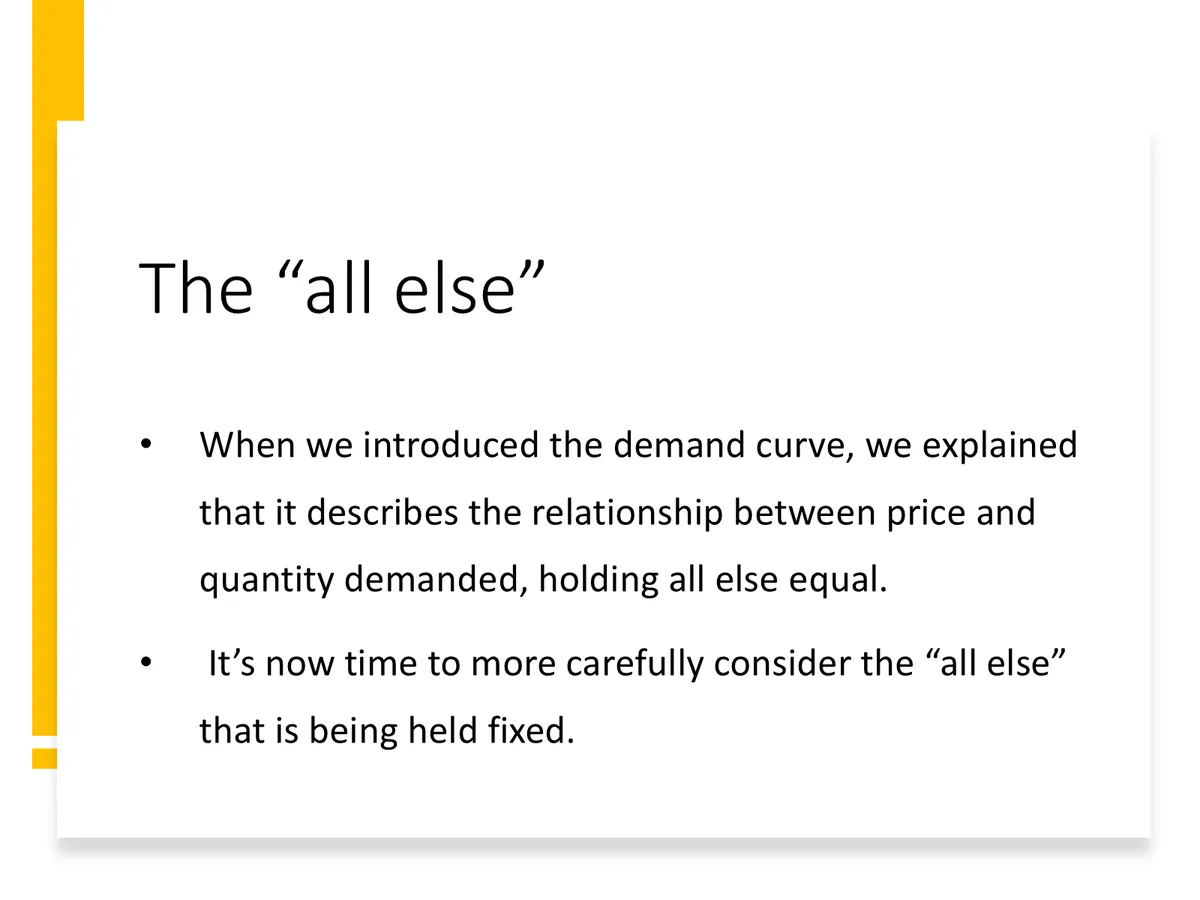 The “all else”
• When we introduced the demand curve, we explained
that it describes the relationship between price and
quantity demanded, holding all else equal.
• It’s now time to more carefully consider the “all else”
that is being held fixed.